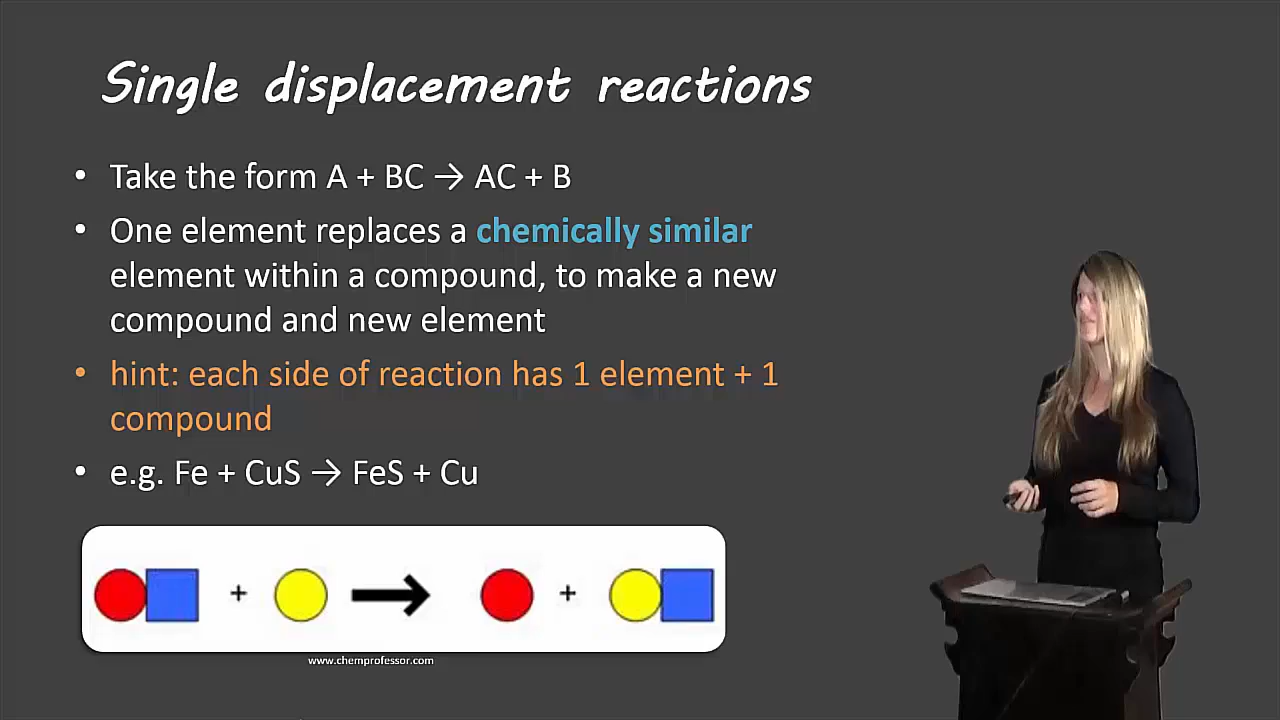 Single displacement reactions
• Take the form A + BC → AC + B
• One element replaces a chemically similar
element within a compound, to make a new
compound and new element
• hint: each side of reaction has 1 element + 1
compound
• e.g. Fe + CuS → FeS + Cu
+ → +
www.chemprofessor.com